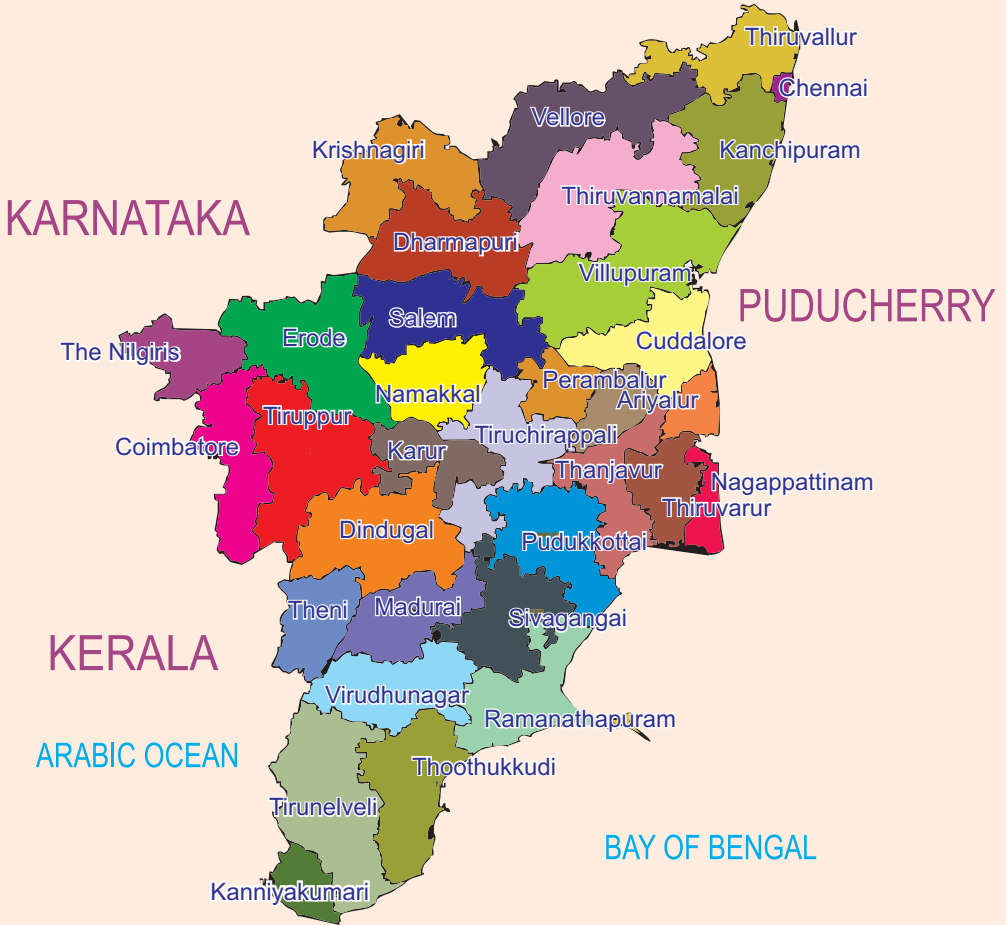 Thiruvallur
Chennai
Vellore
Krishnagiri
Kanchipuram
Thiruvannamalai
KARNATAKA
Dharmapuri
Villupuram
PUDUCHERRY
Salem
Erode
Cuddalore
The Nilgiris
Perambalur
Namakkal
Ariyalur
Tiruppur
Tiruchirappali
Coimbatore
Karur
Thanjavur
Nagappattinam
Thiruvarur
Dindugal
Pudukkottai
Theni
Madurai
Sivagangai
KERALA
Virudhunagar
Ramanathapuram
ARABIC OCEAN
Thoothukkudi
Tirunelveli
BAY OF BENGAL
Kanniyakumari